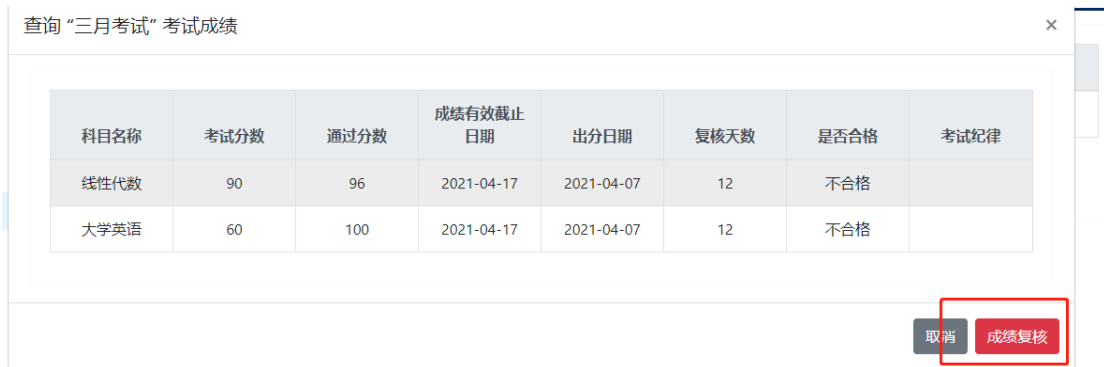 查询 “三月考试” 考试成绩 ×
科目名称 考试分数 通过分数 成绩有效截止日期 出分日期 复核天数 是否合格 考试纪律
线性代数 90 96 2021-04-17 2021-04-07 12 不合格
大学英语 60 100 2021-04-17 2021-04-07 12 不合格
取消 成绩复核